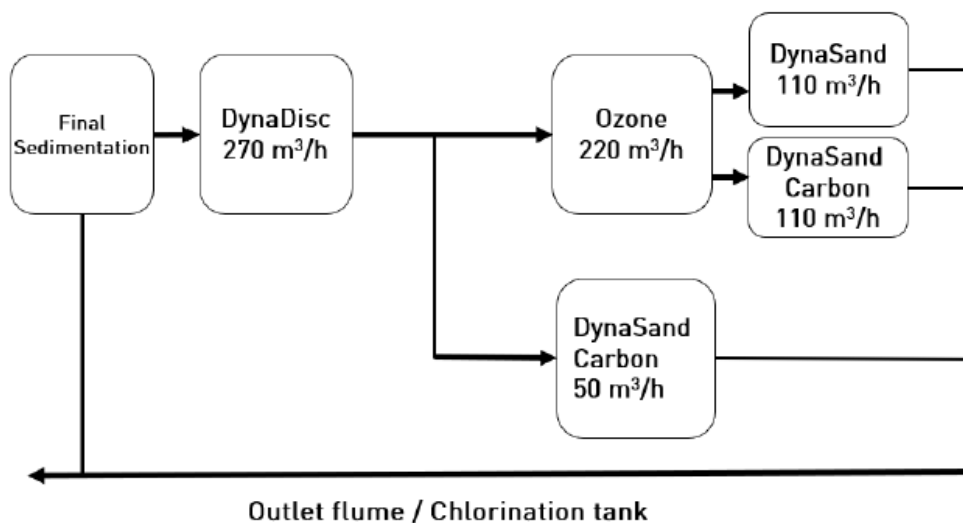 Final
Sedimentation
DynaDisc
270 m³/h
Ozone
220 m³/h
DynaSand
110 m³/h
DynaSand
Carbon
110 m³/h
DynaSand
Carbon
50 m³/h
Outlet flume / Chlorination tank